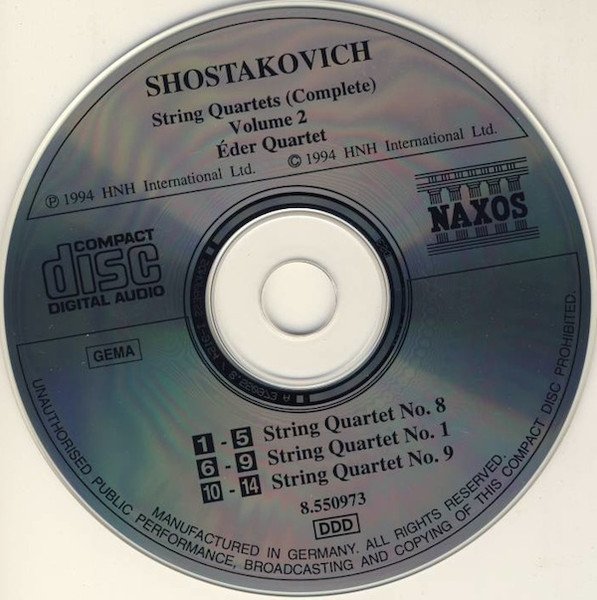 SHOSTAKOVICH
String Quartets (Complete)
Volume 2
Éder Quartet
℗ 1994 HNH International Ltd. © 1994 HNH International Ltd.
NAXOS
COMPACT
disc
DIGITAL AUDIO
GEMA
1 - 5 String Quartet No. 8
6 - 9 String Quartet No. 1
10 - 14 String Quartet No. 9
8.550973
DDD
MANUFACTURED IN GERMANY. ALL RIGHTS RESERVED.
UNAUTHORISED PUBLIC PERFORMANCE, BROADCASTING AND COPYING OF THIS COMPACT DISC PROHIBITED.